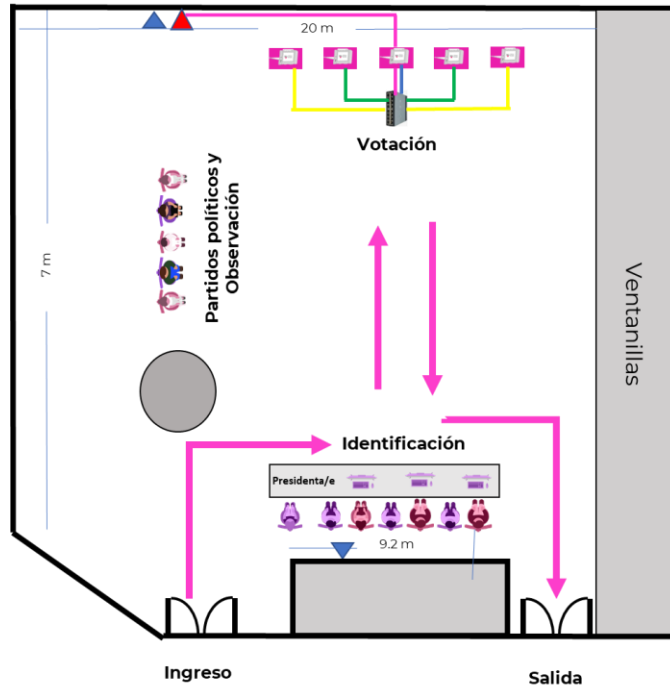 20 m
Votación
Partidos políticos y
Observación
7 m
Ventanillas
Identificación
Presidenta/e
9.2 m
Ingreso
Salida